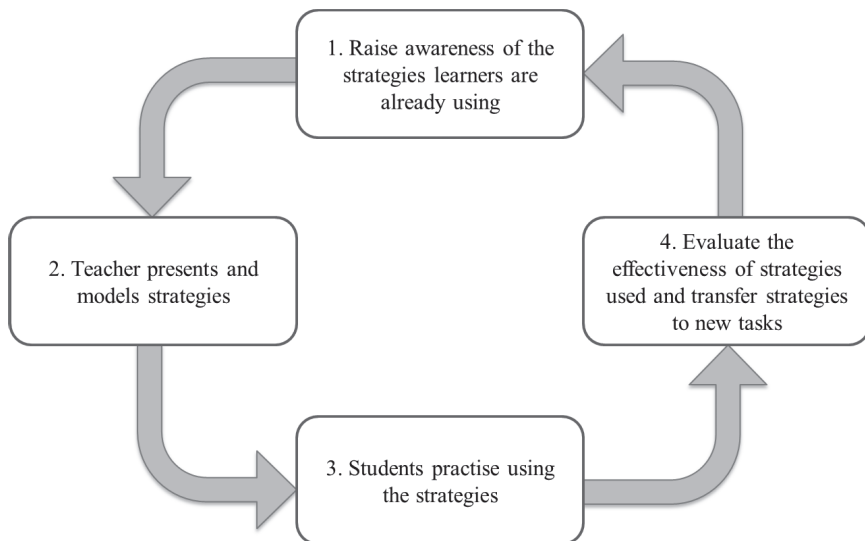 1. Raise awareness of the
strategies learners are
already using
2. Teacher presents and
models strategies
3. Students practise using
the strategies
4. Evaluate the
effectiveness of strategies
used and transfer strategies
to new tasks